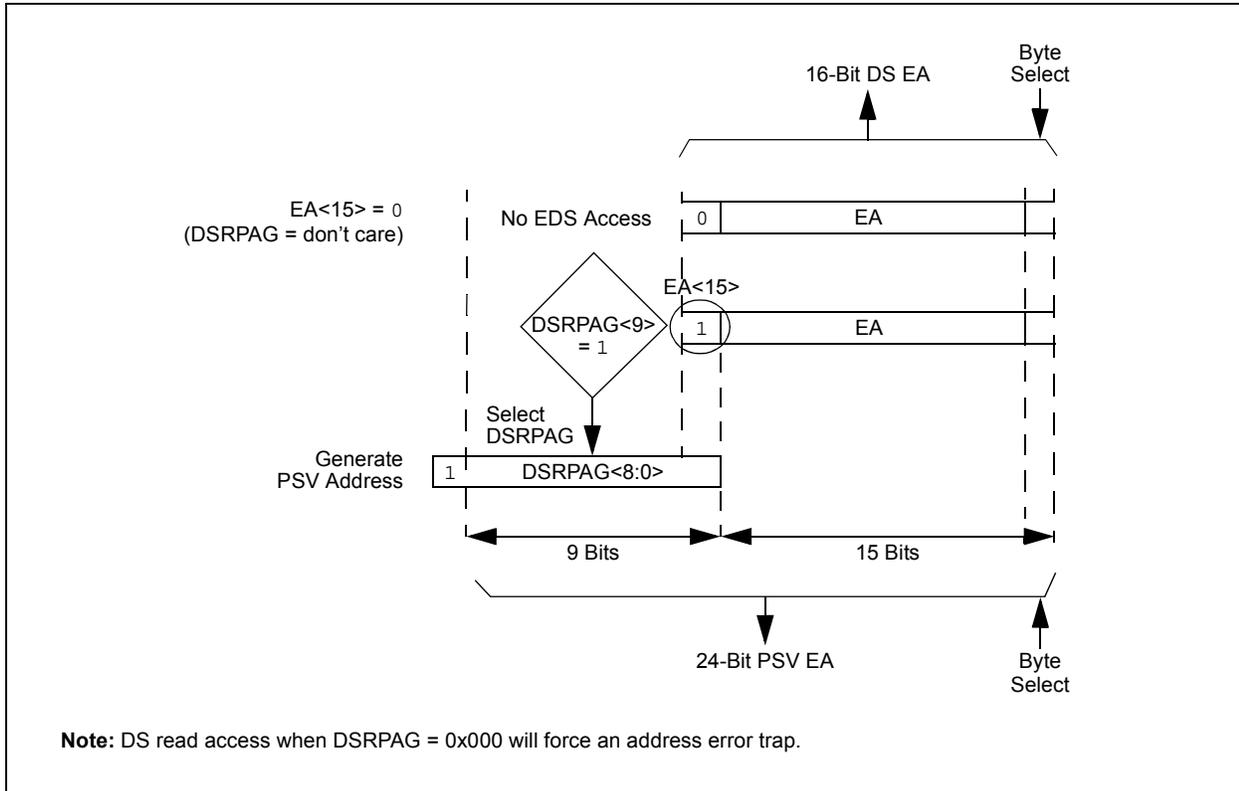 16-Bit DS EA
Byte
Select
EA<15> = 0
(DSRPAG = don't care)
No EDS Access
0
EA
EA<15>
DSRPAG<9>
= 1
1
EA
Select
DSRPAG
Generate
PSV Address
1
DSRPAG<8:0>
9 Bits
15 Bits
24-Bit PSV EA
Byte
Select
Note: DS read access when DSRPAG = 0x000 will force an address error trap.